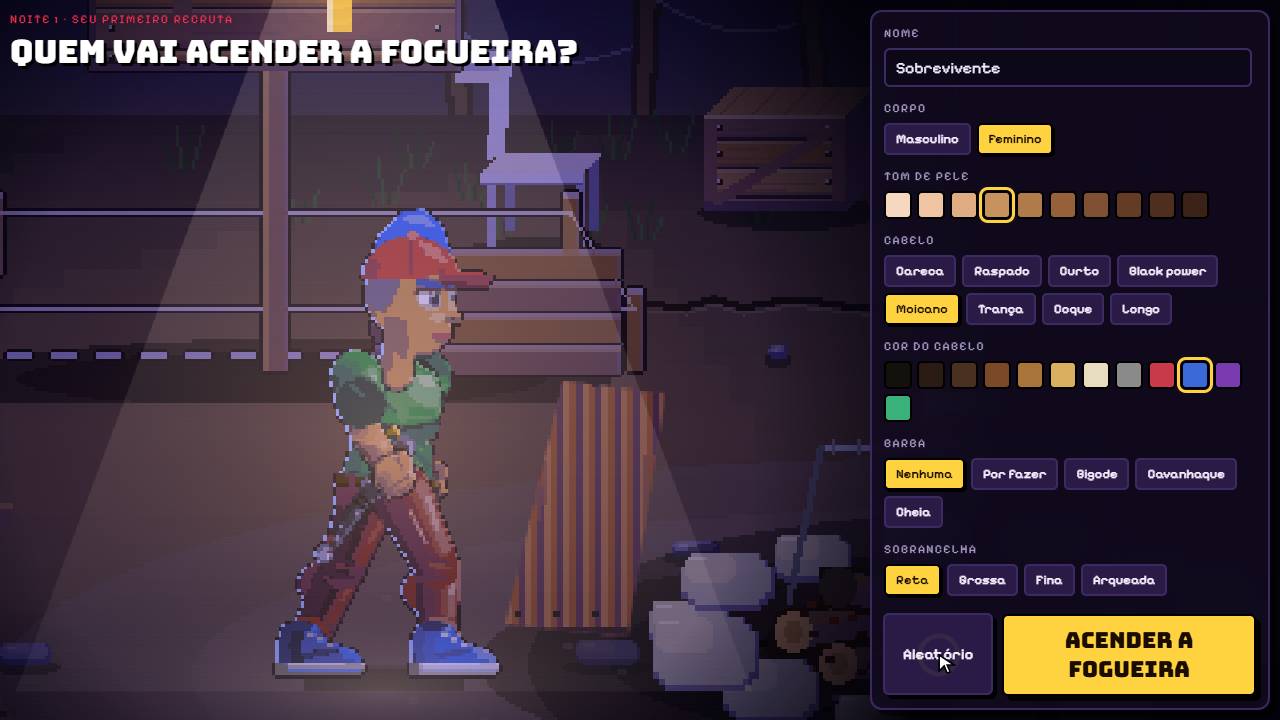 NOITE 1 · SEU PRIMEIRO RECRUTA
QUEM VAI ACENDER A FOGUEIRA?
NOME
Sobrevivente
CORPO
Masculino
Feminino
TOM DE PELE
CABELO
Careca
Raspado
Curto
Black power
Moicano
Trança
Coque
Longo
COR DO CABELO
BARBA
Nenhuma
Por fazer
Bigode
Cavanhaque
Cheia
SOBRANCELHA
Reta
Grossa
Fina
Arqueada
Aleatório
ACENDER A
FOGUEIRA